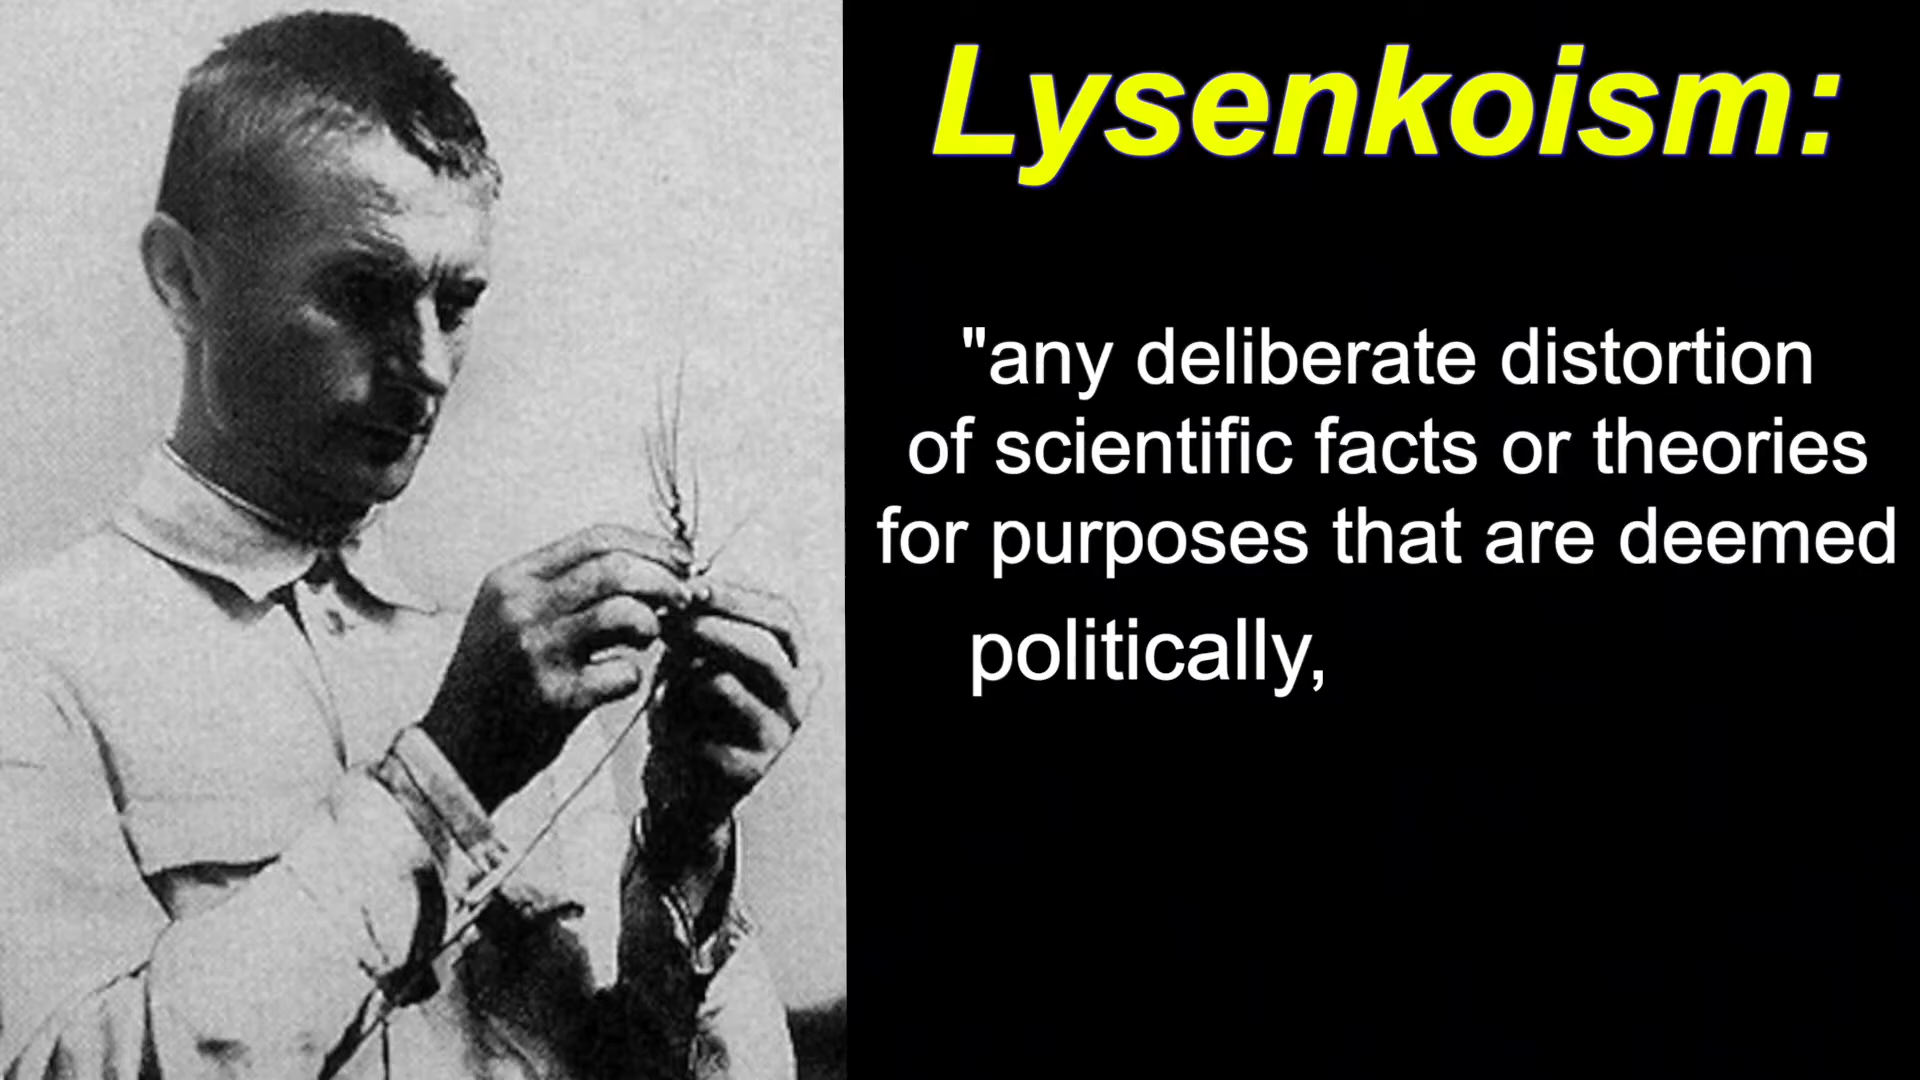 Lysenkoism:
"any deliberate distortion
of scientific facts or theories
for purposes that are deemed
politically,